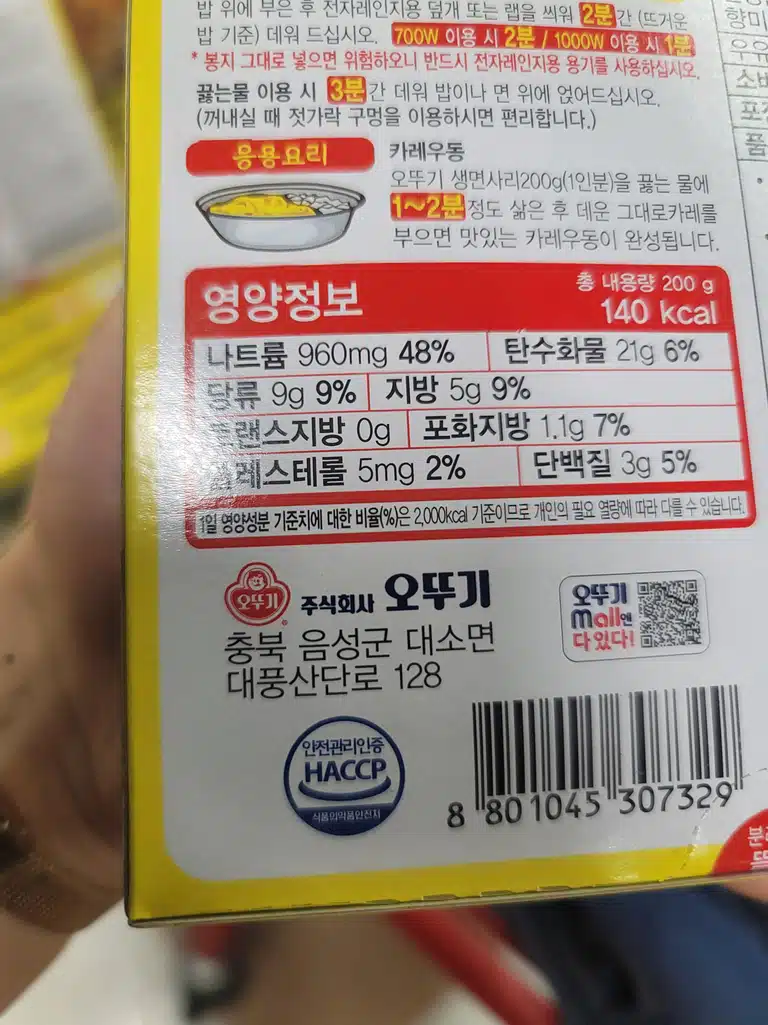 밥 위에 부은 후 전자레인지용 덮개 또는 랩을 씌워 2분간 (뜨거운
밥 기준) 데워 드십시오. 700W 이용 시 2분 / 1000W 이용 시 1분
* 봉지 그대로 넣으면 위험하오니 반드시 전자레인지용 용기를 사용하십시오.
끓는물 이용 시 3분간 데워 밥이나 면 위에 얹어드십시오.
(꺼내실 때 젓가락 구멍을 이용하시면 편리합니다.)
응용요리
카레우동
오뚜기 생면사리200g(1인분)을 끓는 물에
1~2분정도 삶은 후 데운 그대로카레를
부으면 맛있는 카레우동이 완성됩니다.
영양정보
총 내용량 200 g
140 kcal
나트륨 960mg 48% 탄수화물 21g 6%
당류 9g 9% 지방 5g 9%
트랜스지방 0g 포화지방 1.1g 7%
콜레스테롤 5mg 2% 단백질 3g 5%
1일 영양성분 기준치에 대한 비율(%)은 2,000kcal 기준이므로 개인의 필요 열량에 따라 다를 수 있습니다.
오뚜기 주식회사 오뚜기
충북 음성군 대소면
대풍산단로 128
오뚜기
mall엔
다 있다!
안전관리인증
HACCP
식품의약품안전처
8 801045 307329
향미
우유
포장
품